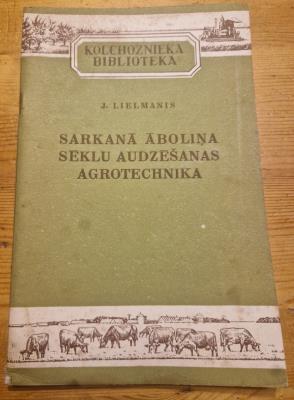 KOLCHOZNIEKA
BIBLIOTEKA
J. LIELMANIS
SARKANĀ ĀBOLIŅA
SĒKLU AUDZĒŠANAS
AGROTECHNIKA